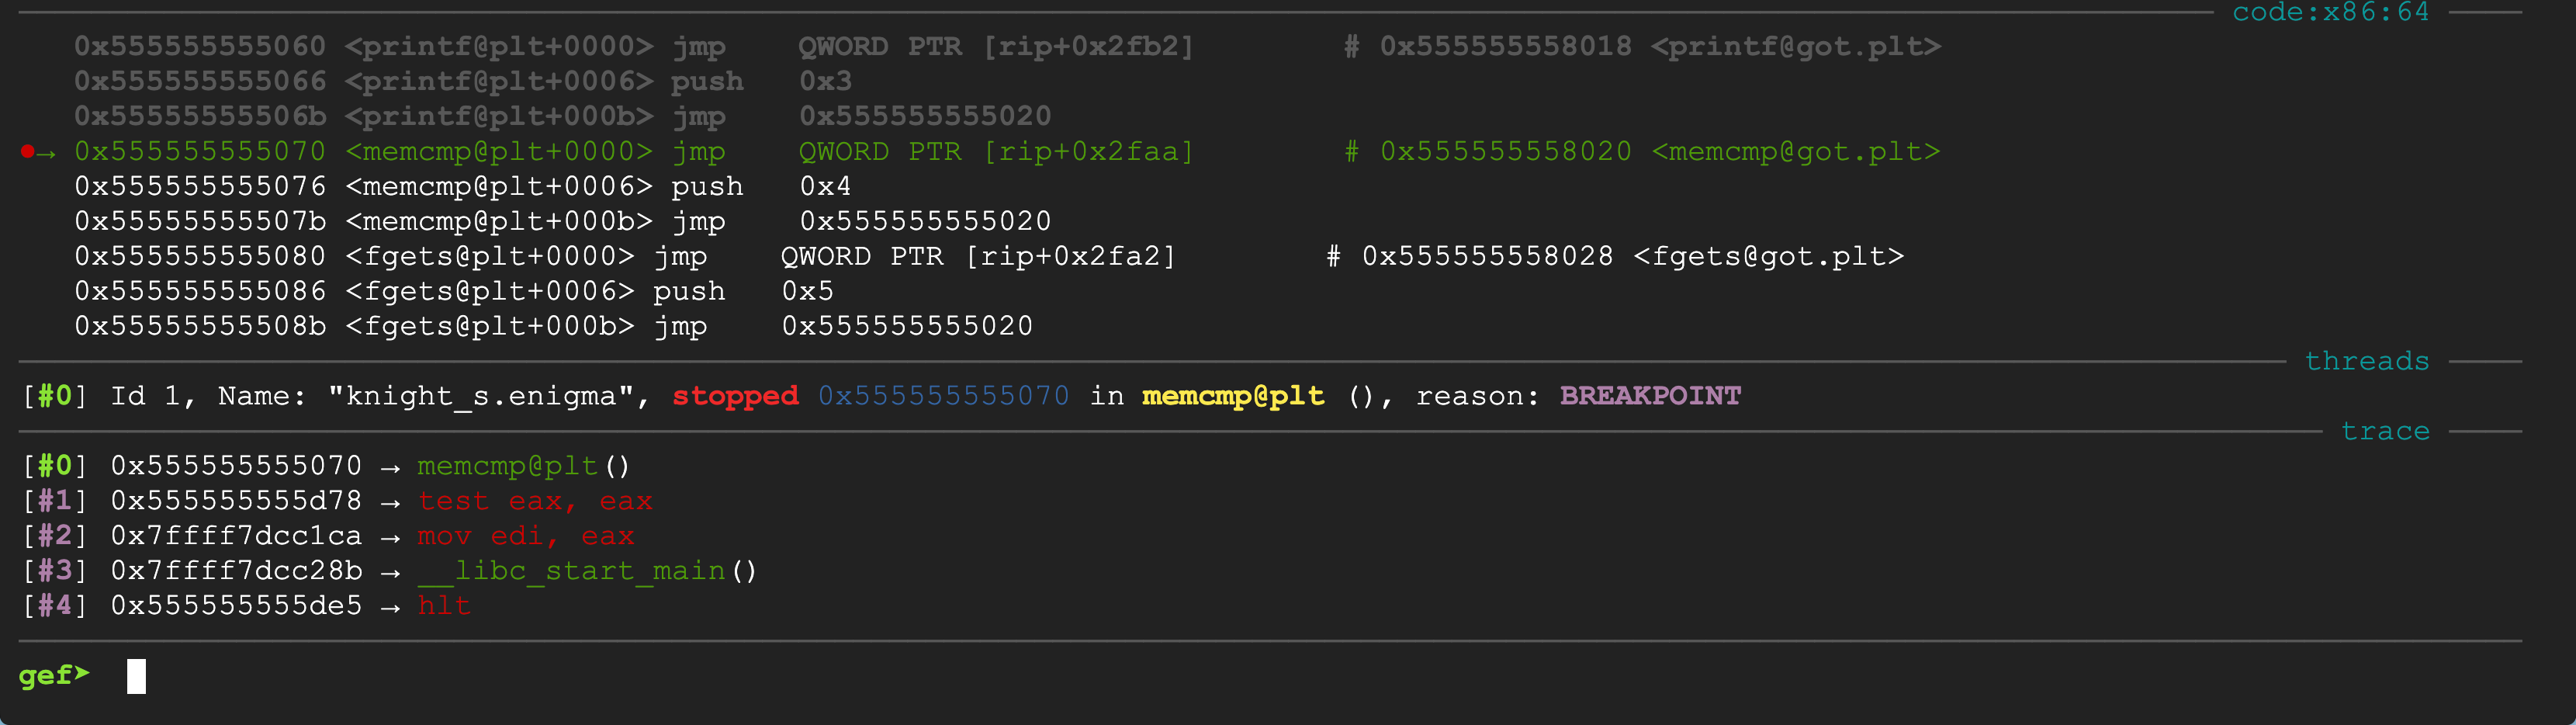 code:x86:64
0x555555555060 <printf@plt+0000> jmp QWORD PTR [rip+0x2fb2] # 0x555555558018 <printf@got.plt>
0x555555555066 <printf@plt+0006> push 0x3
0x55555555506b <printf@plt+000b> jmp 0x555555555020
●→ 0x555555555070 <memcmp@plt+0000> jmp QWORD PTR [rip+0x2faa] # 0x555555558020 <memcmp@got.plt>
0x555555555076 <memcmp@plt+0006> push 0x4
0x55555555507b <memcmp@plt+000b> jmp 0x555555555020
0x555555555080 <fgets@plt+0000> jmp QWORD PTR [rip+0x2fa2] # 0x555555558028 <fgets@got.plt>
0x555555555086 <fgets@plt+0006> push 0x5
0x55555555508b <fgets@plt+000b> jmp 0x555555555020
threads
[#0] Id 1, Name: "knight_s.enigma", stopped 0x555555555070 in memcmp@plt (), reason: BREAKPOINT
trace
[#0] 0x555555555070 → memcmp@plt()
[#1] 0x555555555d78 → test eax, eax
[#2] 0x7ffff7dcc1ca → mov edi, eax
[#3] 0x7ffff7dcc28b → __libc_start_main()
[#4] 0x555555555de5 → hlt
gef➤